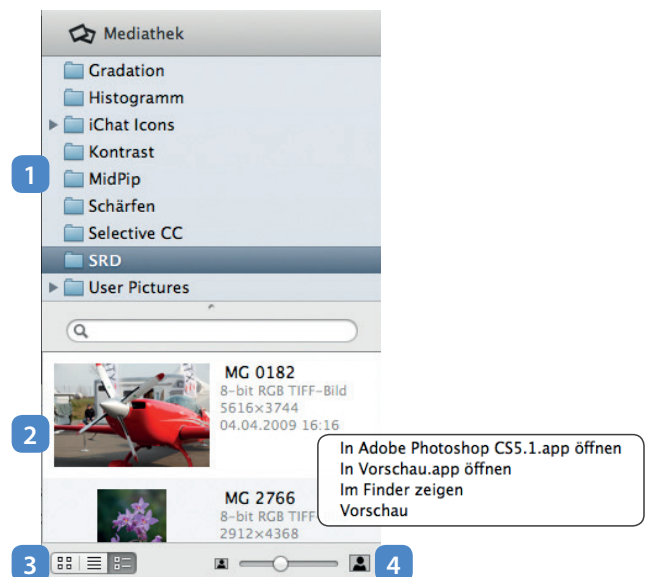 Mediathek
Gradation
Histogramm
iChat Icons
Kontrast
1
MidPip
Schärfen
Selective CC
SRD
User Pictures
MG 0182
8-bit RGB TIFF-Bild
5616×3744
04.04.2009 16:16
2
In Adobe Photoshop CS5.1.app öffnen
In Vorschau.app öffnen
Im Finder zeigen
Vorschau
MG 2766
8-bit RGB TIFF
2912×4368
3
4